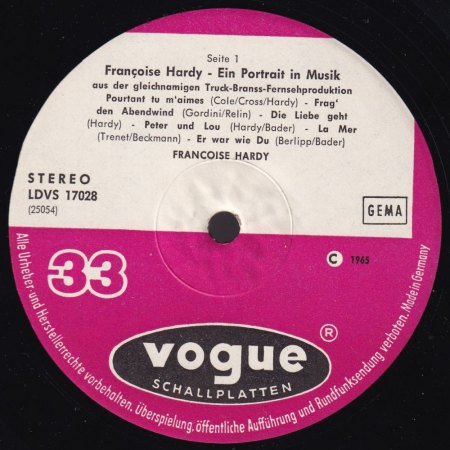 Seite 1
Françoise Hardy - Ein Portrait in Musik
aus der gleichnamigen Truck-Branss-Fernsehproduktion
Pourtant tu m'aimes (Cole/Cross/Hardy) - Frag'
den Abendwind (Gordini/Relin) - Die Liebe geht
(Hardy) - Peter und Lou (Hardy/Bader) - La Mer
(Trenet/Beckmann) - Er war wie Du (Berlipp/Bader)
FRANCOISE HARDY
STEREO
LDVS 17028
(25054)
GEMA
33
C 1965
vogue ®
SCHALLPLATTEN
Alle Urheber- und Herstellerrechte vorbehalten. Überspielung, öffentliche Aufführung und Rundfunksendung verboten. Made in Germany